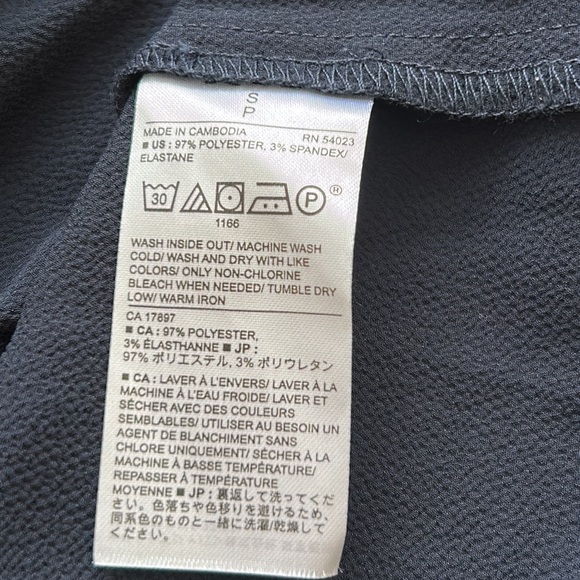 S
P
MADE IN CAMBODIA RN 54023
■ US : 97% POLYESTER, 3% SPANDEX/
ELASTANE
30 P ®
1166
WASH INSIDE OUT/ MACHINE WASH
COLD/ WASH AND DRY WITH LIKE
COLORS/ ONLY NON-CHLORINE
BLEACH WHEN NEEDED/ TUMBLE DRY
LOW/ WARM IRON
CA 17897
■ CA : 97% POLYESTER,
3% ÉLASTHANNE ■ JP :
97% ポリエステル, 3% ポリウレタン
■ CA : LAVER À L'ENVERS/ LAVER À LA
MACHINE À L'EAU FROIDE/ LAVER ET
SÉCHER AVEC DES COULEURS
SEMBLABLES/ UTILISER AU BESOIN UN
AGENT DE BLANCHIMENT SANS
CHLORE UNIQUEMENT/ SÉCHER À LA
MACHINE À BASSE TEMPÉRATURE/
REPASSER À TEMPÉRATURE
MOYENNE ■ JP : 裏返して洗ってくだ
さい。色落ちや色移りを避けるため、
同系色のものと一緒に洗濯/乾燥して
ください。